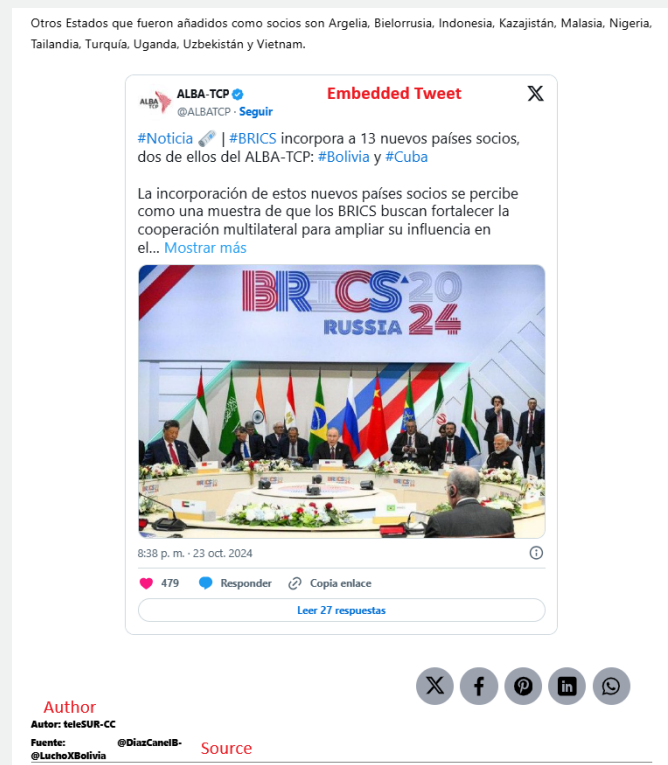 Otros Estados que fueron añadidos como socios son Argelia, Bielorrusia, Indonesia, Kazajistán, Malasia, Nigeria,
Tailandia, Turquía, Uganda, Uzbekistán y Vietnam.
ALBA-TCP
Embedded Tweet
ALBA
TCP
@ALBATCP · Seguir
#Noticia 🗞️ | #BRICS incorpora a 13 nuevos países socios,
dos de ellos del ALBA-TCP: #Bolivia y #Cuba
La incorporación de estos nuevos países socios se percibe
como una muestra de que los BRICS buscan fortalecer la
cooperación multilateral para ampliar su influencia en
el... Mostrar más
BRICS 2024
RUSSIA
8:38 p. m. · 23 oct. 2024
479 Responder Copia enlace
Leer 27 respuestas
Author
Autor: teleSUR-CC
Fuente: @DiazCanelB-
@LuchoXBolivia
Source